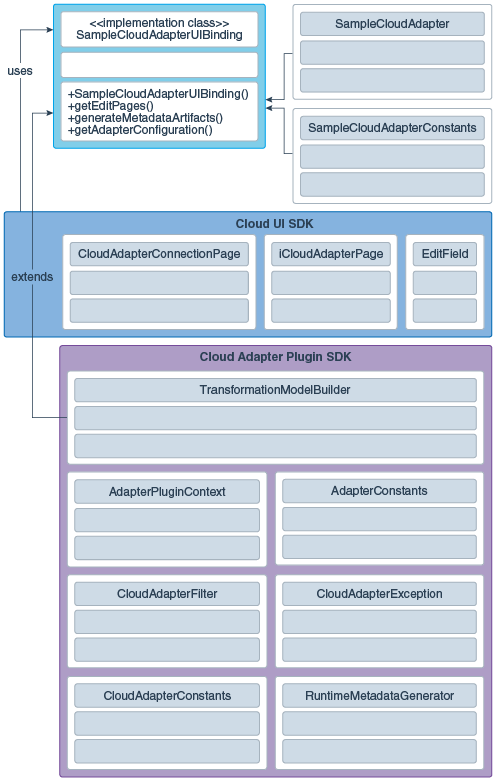 <<implementation class>>
SampleCloudAdapterUIBinding
+SampleCloudAdapterUIBinding()
+getEditPages()
+generateMetadataArtifacts()
+getAdapterConfiguration()
SampleCloudAdapter
SampleCloudAdapterConstants
uses
extends
Cloud UI SDK
CloudAdapterConnectionPage
iCloudAdapterPage
EditField
Cloud Adapter Plugin SDK
TransformationModelBuilder
AdapterPluginContext
AdapterConstants
CloudAdapterFilter
CloudAdapterException
CloudAdapterConstants
RuntimeMetadataGenerator